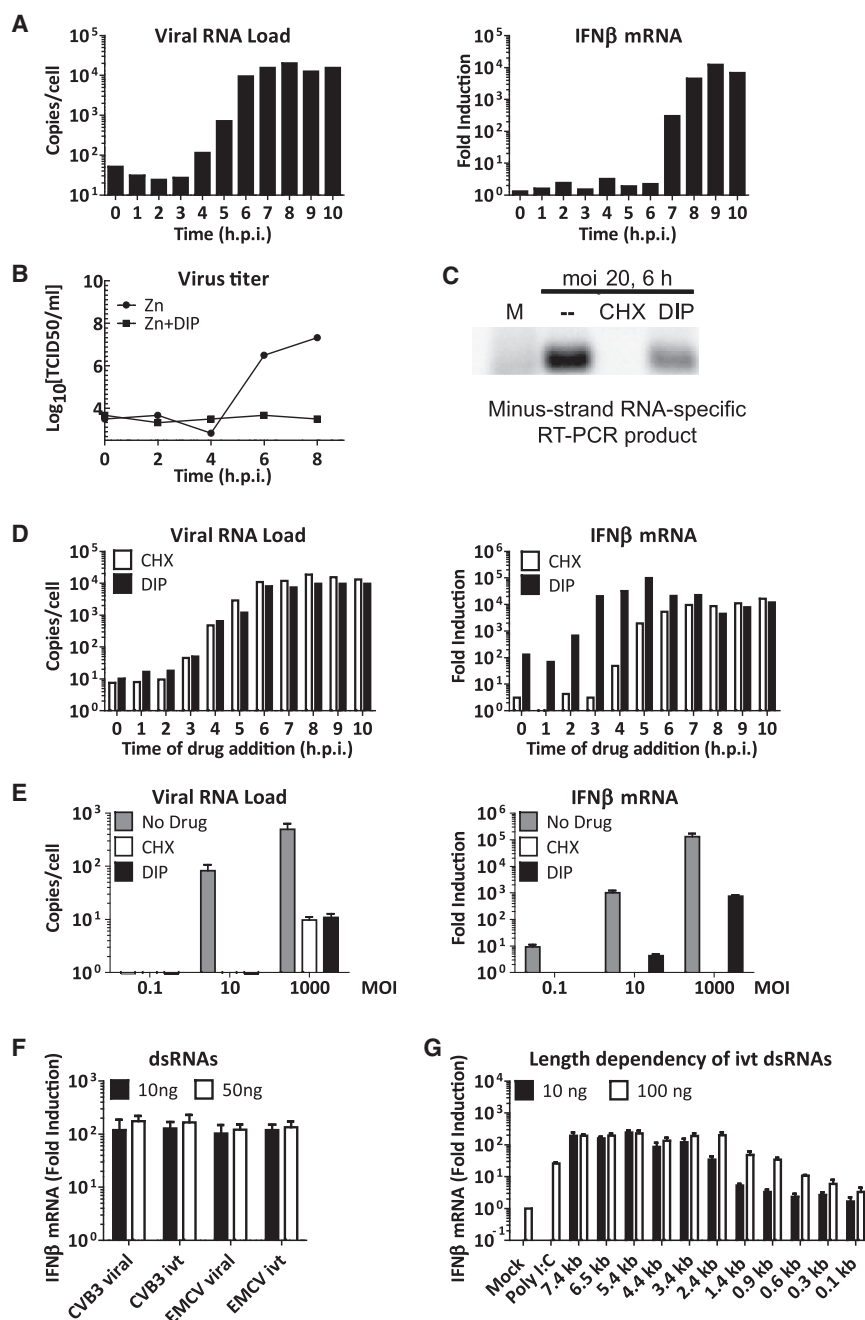 A
Viral RNA Load
Copies/cell
10^5
10^4
10^3
10^2
10^1
0 1 2 3 4 5 6 7 8 9 10
Time (h.p.i.)
IFNβ mRNA
Fold Induction
10^5
10^4
10^3
10^2
10^1
10^0
0 1 2 3 4 5 6 7 8 9 10
Time (h.p.i.)
B
Virus titer
Log10[TCID50/ml]
10
8
6
4
Zn
Zn+DIP
0 2 4 6 8
Time (h.p.i.)
C
moi 20, 6 h
M -- CHX DIP
Minus-strand RNA-specific
RT-PCR product
D
Viral RNA Load
Copies/cell
10^5
10^4
10^3
10^2
10^1
10^0
CHX
DIP
0 1 2 3 4 5 6 7 8 9 10
Time of drug addition (h.p.i.)
IFNβ mRNA
Fold Induction
10^6
10^5
10^4
10^3
10^2
10^1
10^0
CHX
DIP
0 1 2 3 4 5 6 7 8 9 10
Time of drug addition (h.p.i.)
E
Viral RNA Load
Copies/cell
10^3
10^2
10^1
10^0
No Drug
CHX
DIP
0.1 10 1000 MOI
IFNβ mRNA
Fold Induction
10^6
10^5
10^4
10^3
10^2
10^1
10^0
No Drug
CHX
DIP
0.1 10 1000 MOI
F
dsRNAs
IFNβ mRNA (Fold Induction)
10^3
10^2
10^1
10^0
10ng 50ng
CVB3 viral
CVB3 ivt
EMCV viral
EMCV ivt
G
Length dependency of ivt dsRNAs
IFNβ mRNA (Fold Induction)
10^4
10^3
10^2
10^1
10^0
10^-1
10 ng 100 ng
Mock
Poly I:C
7.4 kb
6.5 kb
5.4 kb
4.4 kb
3.4 kb
2.4 kb
1.4 kb
0.9 kb
0.6 kb
0.3 kb
0.1 kb